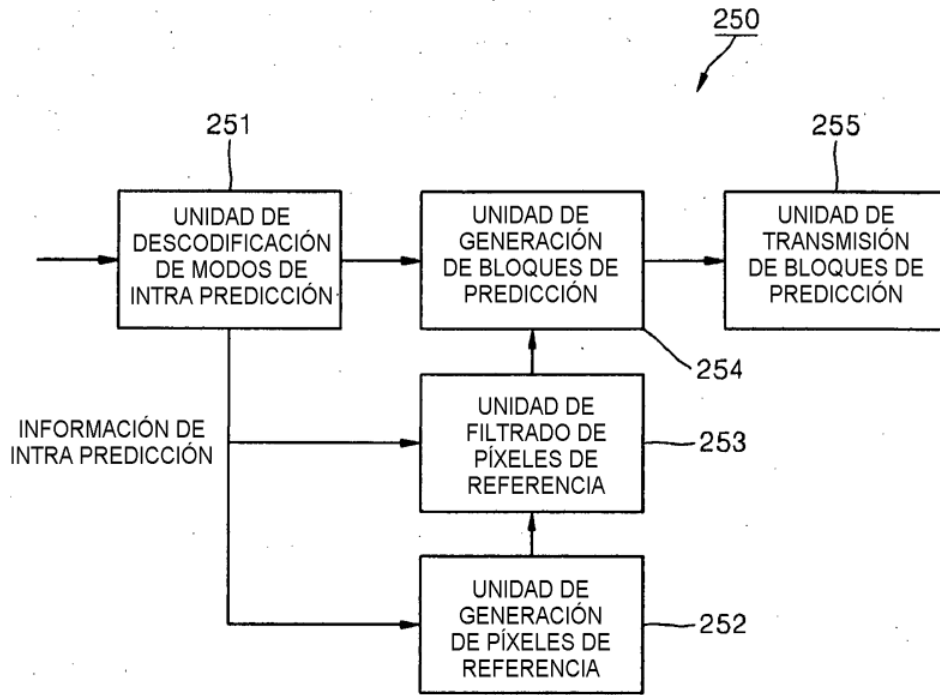 250
251
255
UNIDAD DE
DESCODIFICACIÓN
DE MODOS DE
INTRA PREDICCIÓN
UNIDAD DE
GENERACIÓN
DE BLOQUES DE
PREDICCIÓN
UNIDAD DE
TRANSMISIÓN
DE BLOQUES DE
PREDICCIÓN
254
INFORMACIÓN DE
INTRA PREDICCIÓN
UNIDAD DE
FILTRADO DE
PÍXELES DE
REFERENCIA
253
UNIDAD DE
GENERACIÓN
DE PÍXELES DE
REFERENCIA
252